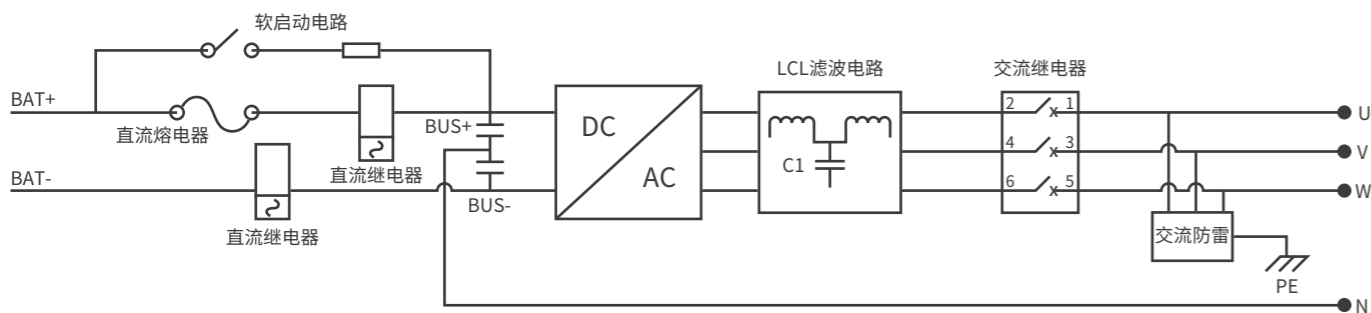 软启动电路
BAT+
直流熔电器
直流继电器
BUS+
BAT-
直流继电器
BUS-
DC
AC
LCL滤波电路
C1
交流继电器
2 1
4 3
6 5
U
V
W
交流防雷
PE
N